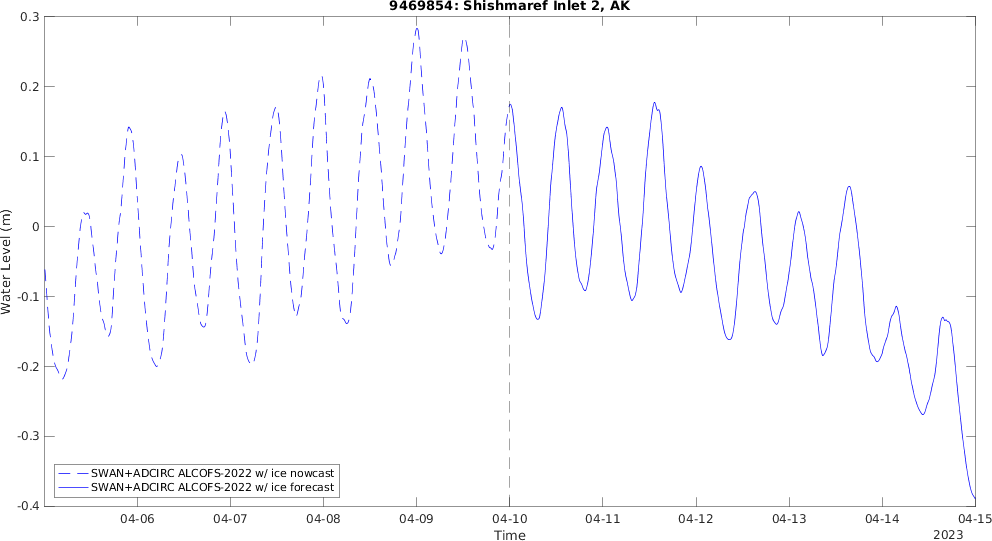 9469854: Shishmaref Inlet 2, AK
0.3
0.2
0.1
0
-0.1
-0.2
-0.3
-0.4
Water Level (m)
SWAN+ADCIRC ALCOFS-2022 w/ ice nowcast
SWAN+ADCIRC ALCOFS-2022 w/ ice forecast
04-06 04-07 04-08 04-09 04-10 04-11 04-12 04-13 04-14 04-15
Time
2023